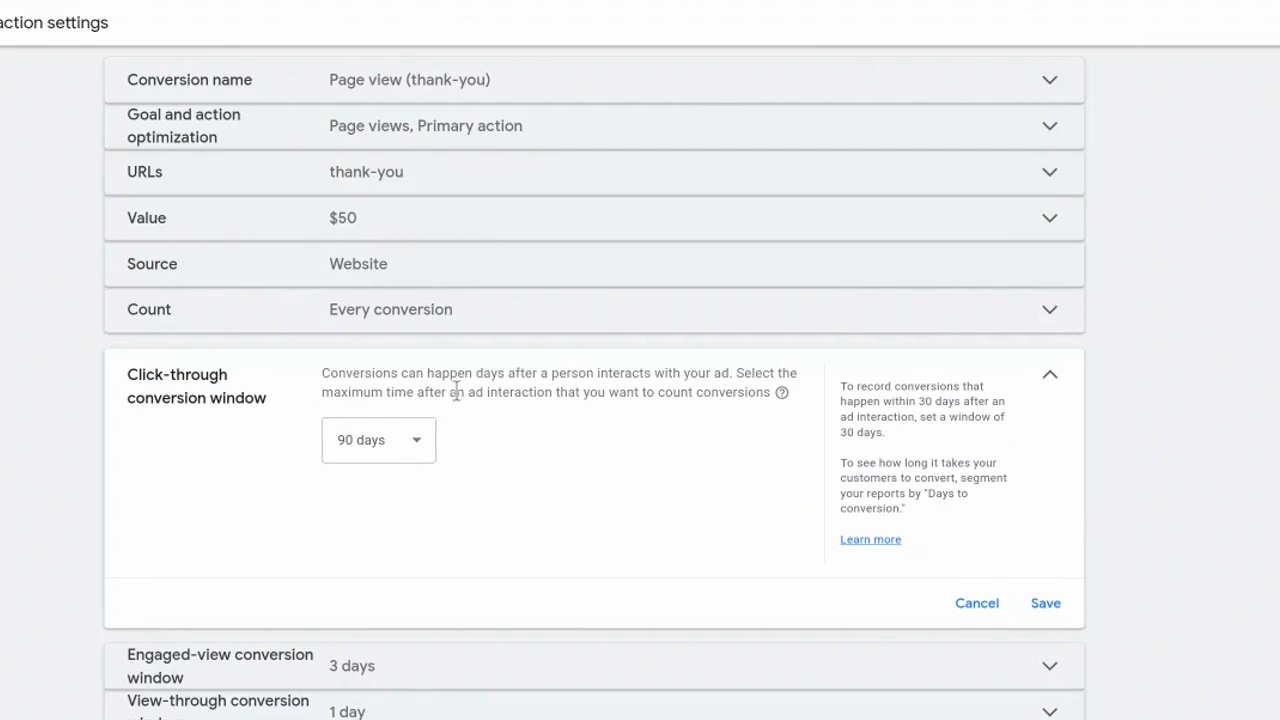 action settings
Conversion name Page view (thank-you)
Goal and action
optimization
Page views, Primary action
URLs thank-you
Value $50
Source Website
Count Every conversion
Click-through
conversion window
Conversions can happen days after a person interacts with your ad. Select the
maximum time after an ad interaction that you want to count conversions
90 days
To record conversions that
happen within 30 days after an
ad interaction, set a window of
30 days.
To see how long it takes your
customers to convert, segment
your reports by "Days to
conversion."
Learn more
Cancel Save
Engaged-view conversion
window
3 days
View-through conversion
1 day